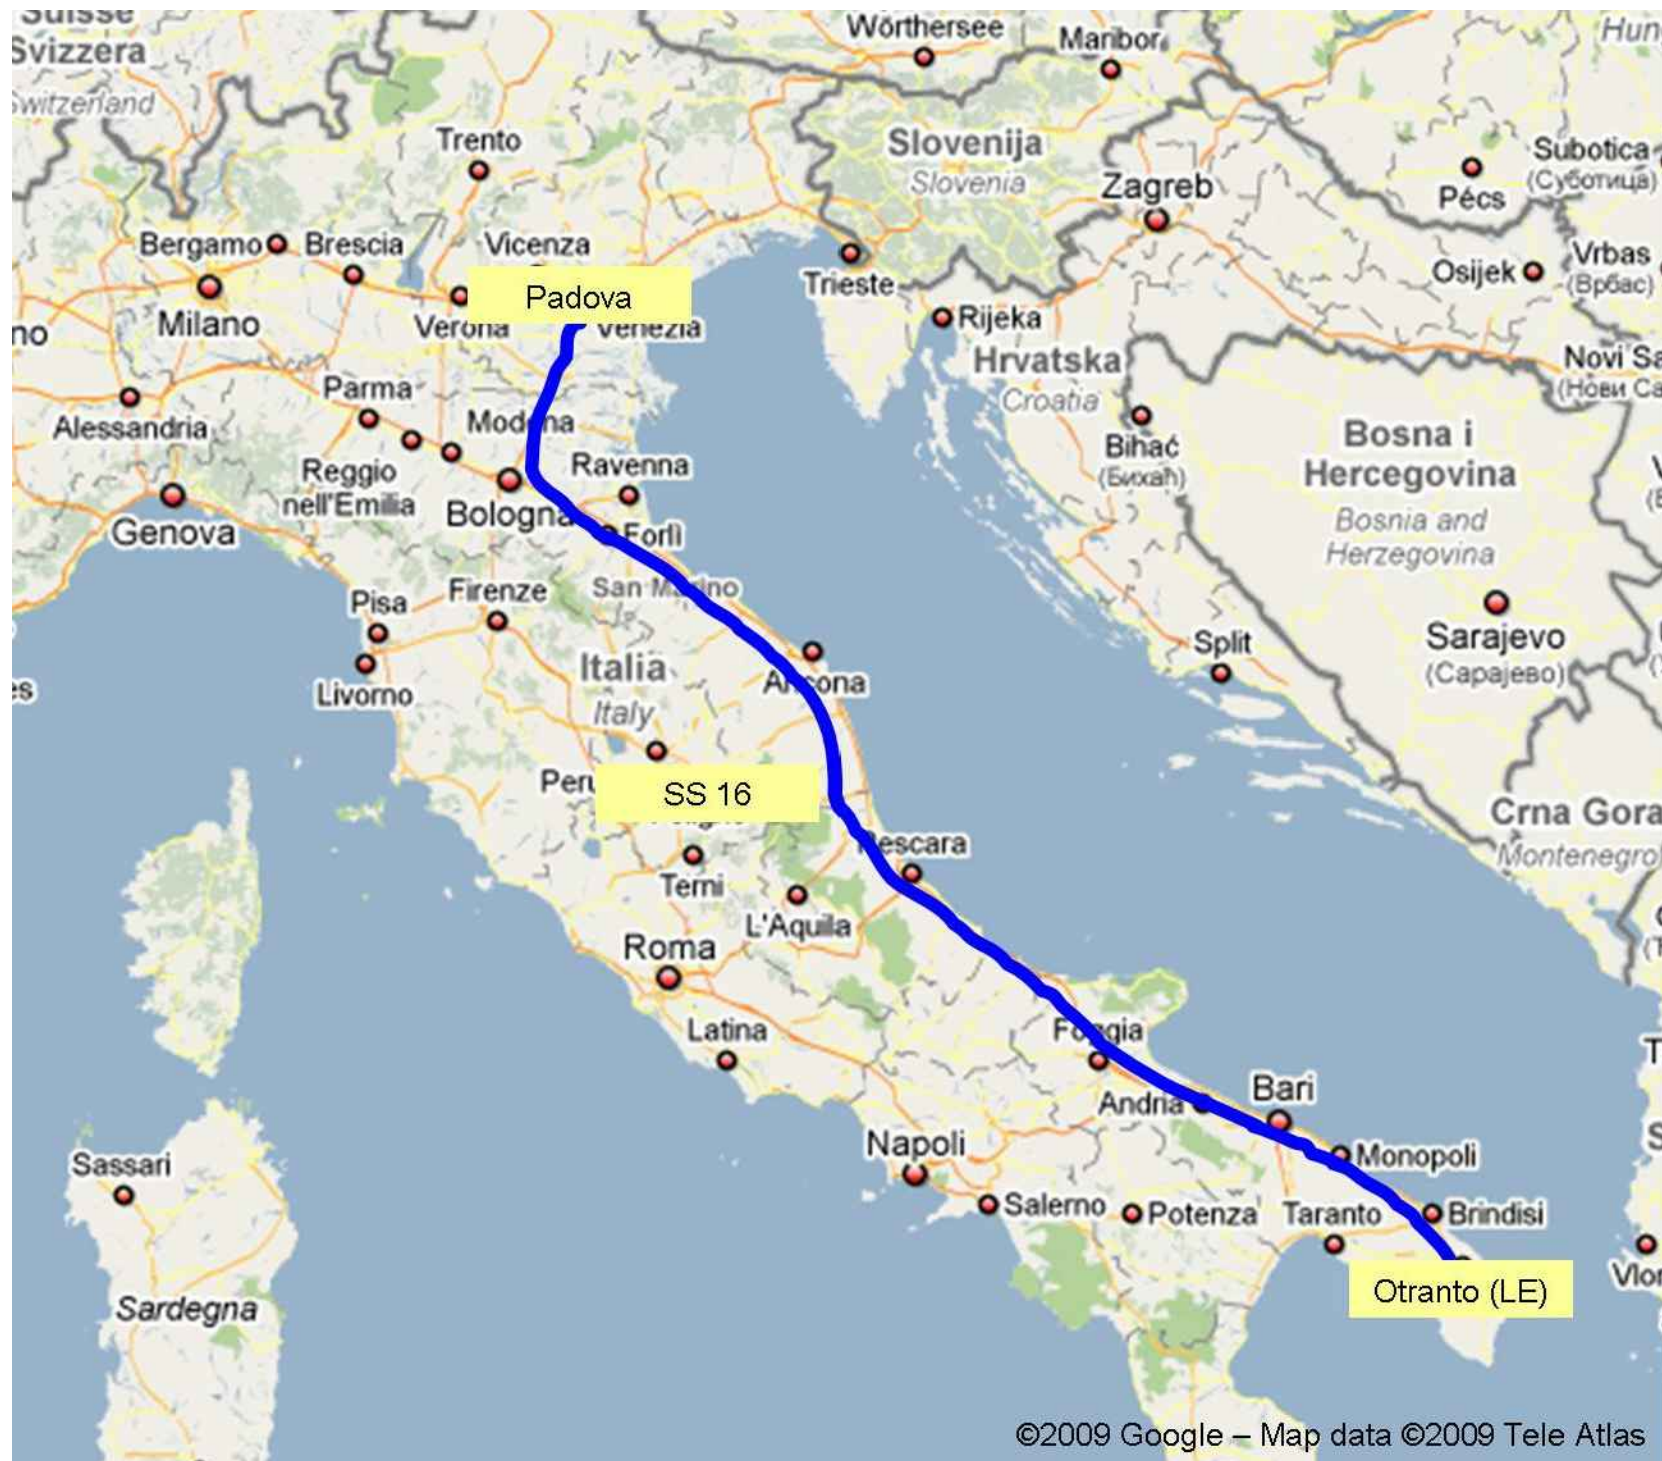 Suisse
Svizzera
Switzerland
Wörthersee
Maribor
Trento
Slovenija
Slovenia
Zagreb
Subotica
(Суботица)
Pécs
Bergamo
Brescia
Vicenza
Osijek
Vrbas
(Врбас)
Trieste
Padova
Milano
Verona
Venezia
Rijeka
Hrvatska
Croatia
Parma
Alessandria
Modena
Bihać
(Бихаћ)
Bosna i
Hercegovina
Bosnia and
Herzegovina
Reggio
nell'Emilia
Ravenna
Genova
Bologna
Forlì
San Marino
Pisa
Firenze
Split
Sarajevo
(Сарајево)
Livorno
Italia
Italy
Ancona
SS 16
Crna Gora
Montenegro
Pescara
Terni
L'Aquila
Roma
Latina
Foggia
Andria
Bari
Napoli
Monopoli
Sassari
Salerno
Potenza
Taranto
Brindisi
Otranto (LE)
Sardegna
©2009 Google – Map data ©2009 Tele Atlas